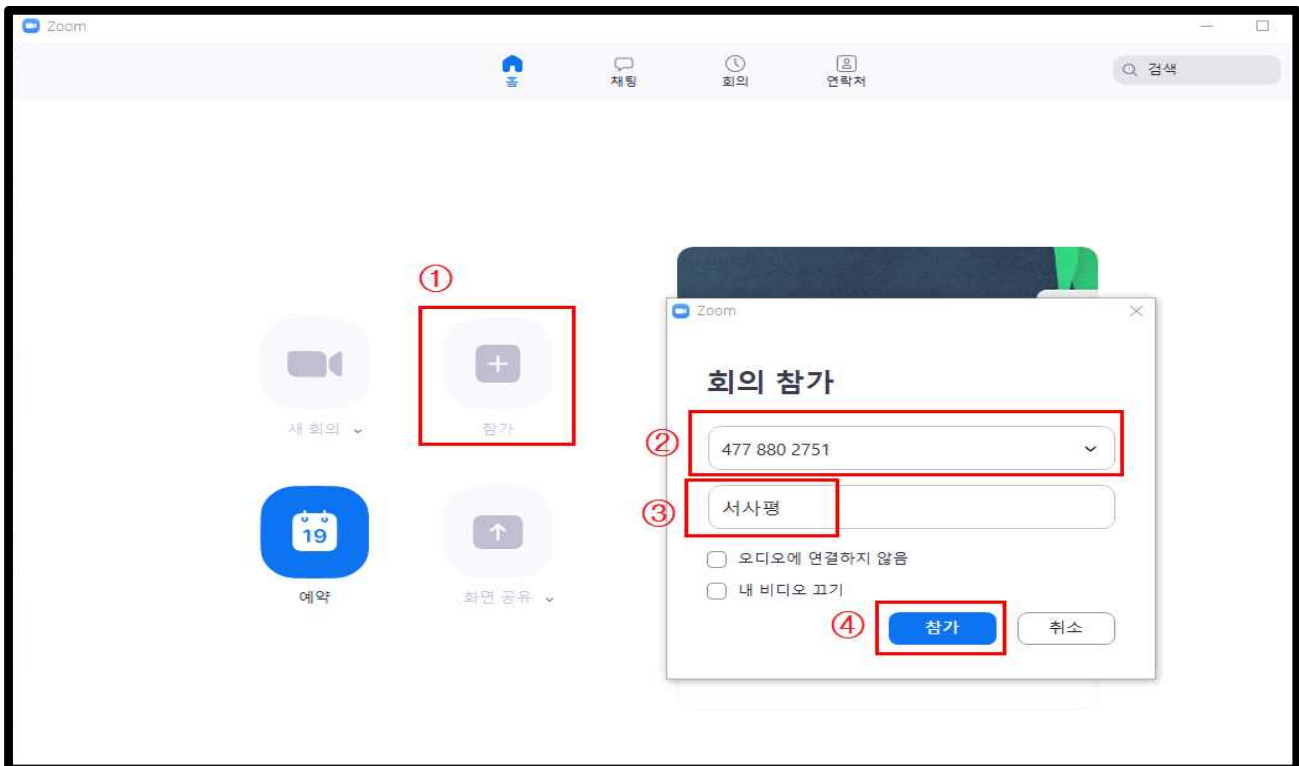 Zoom
홈 채팅 회의 연락처 검색
①
새 회의 참가
19
예약 화면 공유
Zoom
회의 참가
② 477 880 2751
③ 서사평
오디오에 연결하지 않음
내 비디오 끄기
④ 참가 취소